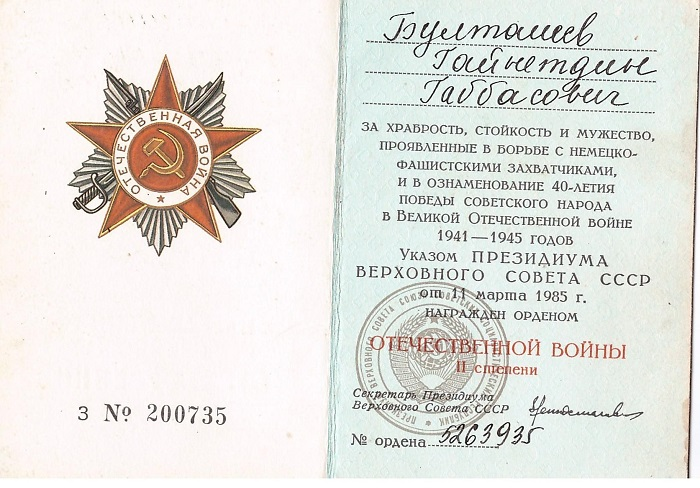 ОТЕЧЕСТВЕННАЯ ВОЙНА
З № 200735
Булташев
Гайнетдин
Габбасович
ЗА ХРАБРОСТЬ, СТОЙКОСТЬ И МУЖЕСТВО,
ПРОЯВЛЕННЫЕ В БОРЬБЕ С НЕМЕЦКО-
ФАШИСТСКИМИ ЗАХВАТЧИКАМИ,
И В ОЗНАМЕНОВАНИЕ 40-ЛЕТИЯ
ПОБЕДЫ СОВЕТСКОГО НАРОДА
В ВЕЛИКОЙ ОТЕЧЕСТВЕННОЙ ВОЙНЕ
1941—1945 ГОДОВ
УКАЗОМ ПРЕЗИДИУМА
ВЕРХОВНОГО СОВЕТА СССР
от 11 марта 1985 г.
НАГРАЖДЕН ОРДЕНОМ
ОТЕЧЕСТВЕННОЙ ВОЙНЫ
II степени
Секретарь Президиума
Верховного Совета СССР
№ ордена 5263935